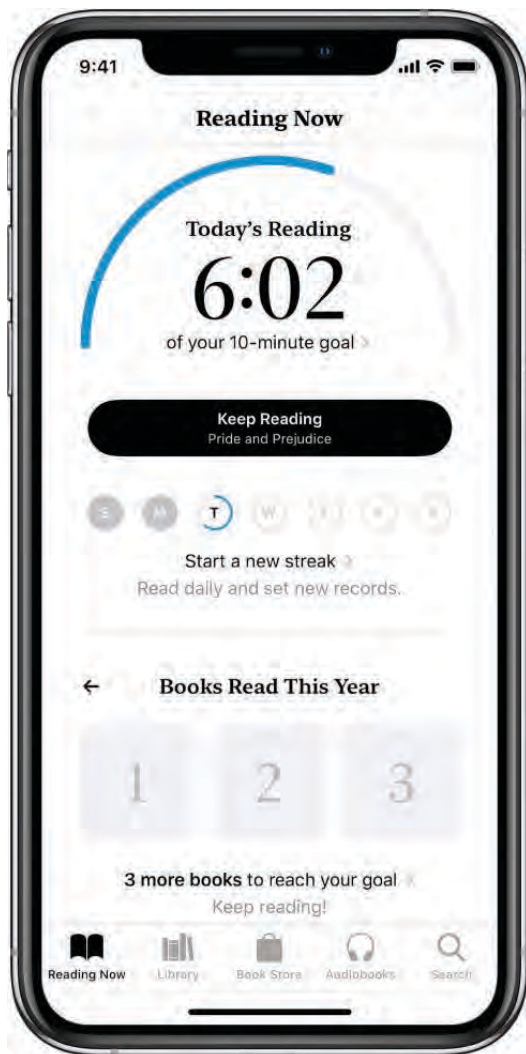 9:41
Reading Now
Today's Reading
6:02
of your 10-minute goal >
Keep Reading
Pride and Prejudice
S M T W
Start a new streak >
Read daily and set new records.
← Books Read This Year
1 2 3
3 more books to reach your goal >
Keep reading!
Reading Now Library Book Store Audiobooks Search